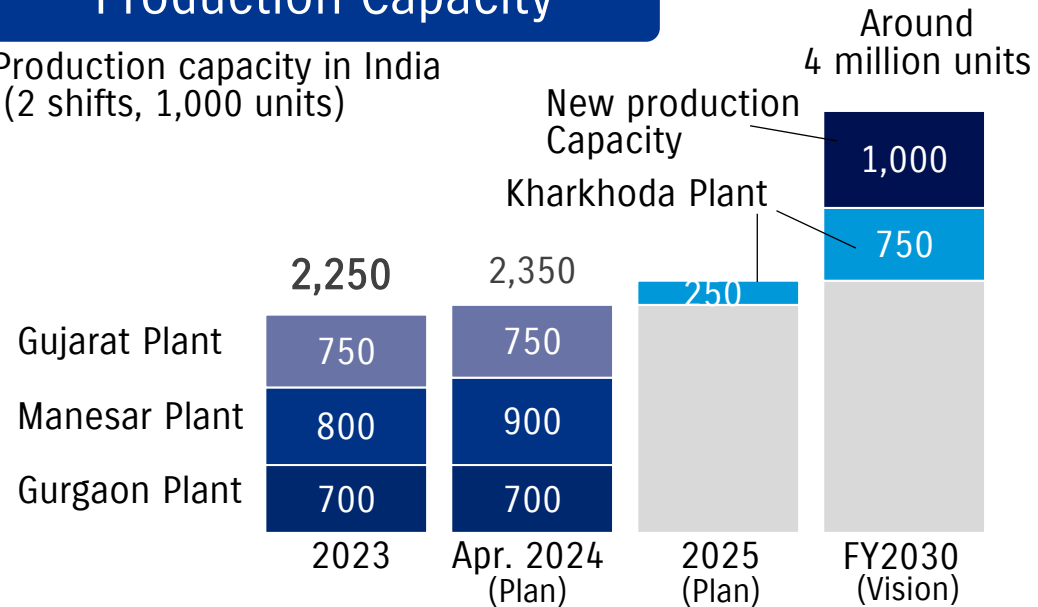 Production Capacity
Production capacity in India
(2 shifts, 1,000 units)
Around
4 million units
New production
Capacity
Kharkhoda Plant
1,000
750
250
2,250
2,350
Gujarat Plant
750
750
Manesar Plant
800
900
Gurgaon Plant
700
700
2023
Apr. 2024
(Plan)
2025
(Plan)
FY2030
(Vision)